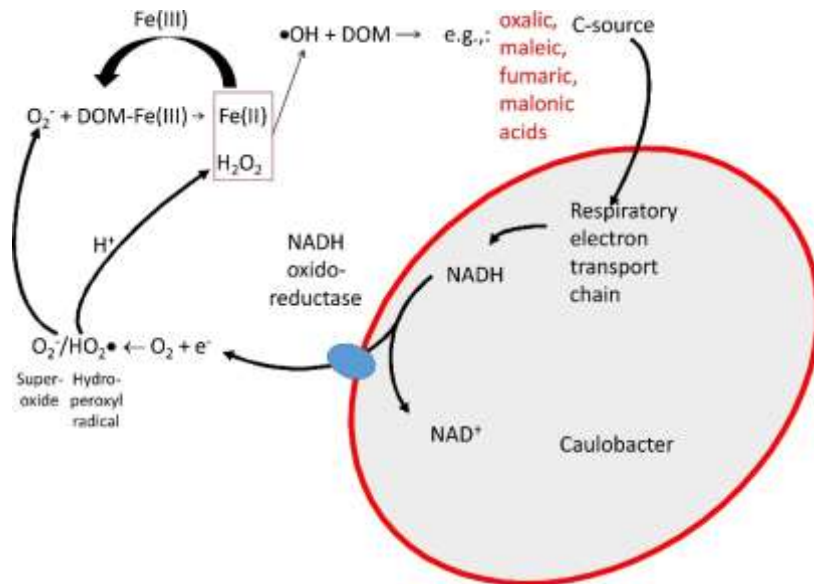 Fe(III)
•OH + DOM → e.g.,:
oxalic,
maleic,
fumaric,
malonic
acids
C-source
O₂⁻ + DOM-Fe(III) → Fe(II)
H₂O₂
H⁺
NADH
oxido-
reductase
Respiratory
electron
transport
chain
NADH
O₂⁻/HO₂• ← O₂ + e⁻
Super-
oxide
Hydro-
peroxyl
radical
NAD⁺
Caulobacter